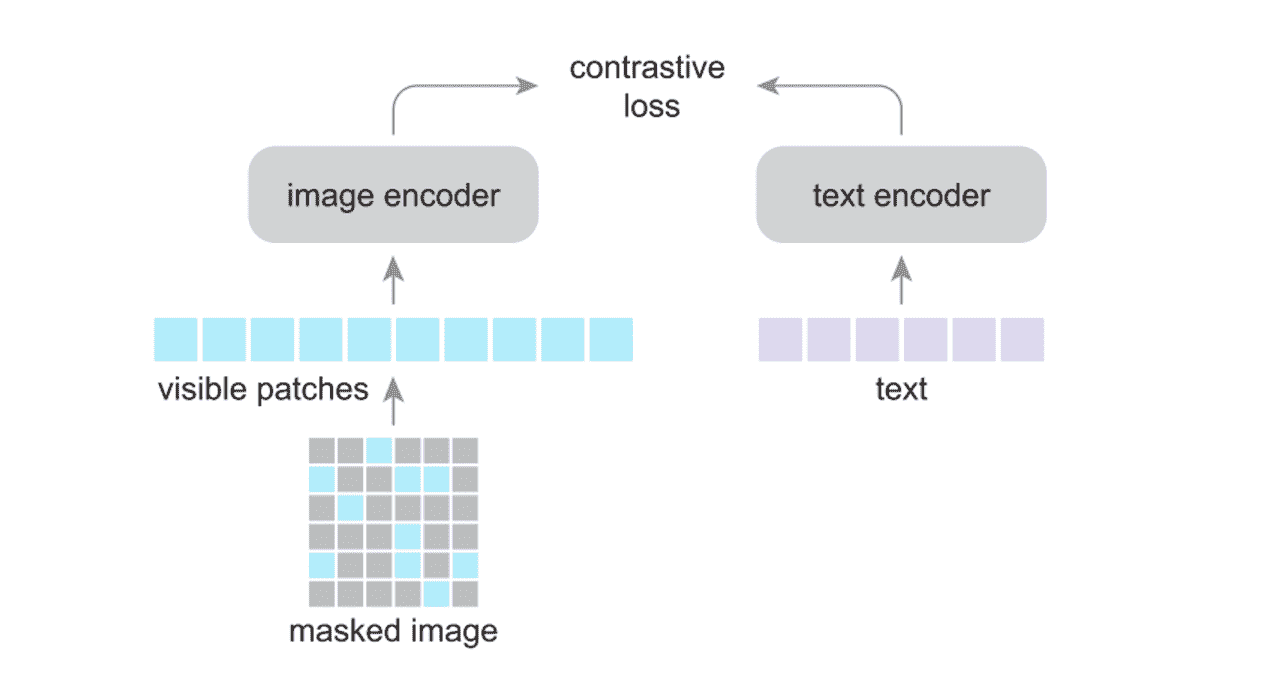 contrastive
loss
image encoder
text encoder
visible patches
text
masked image